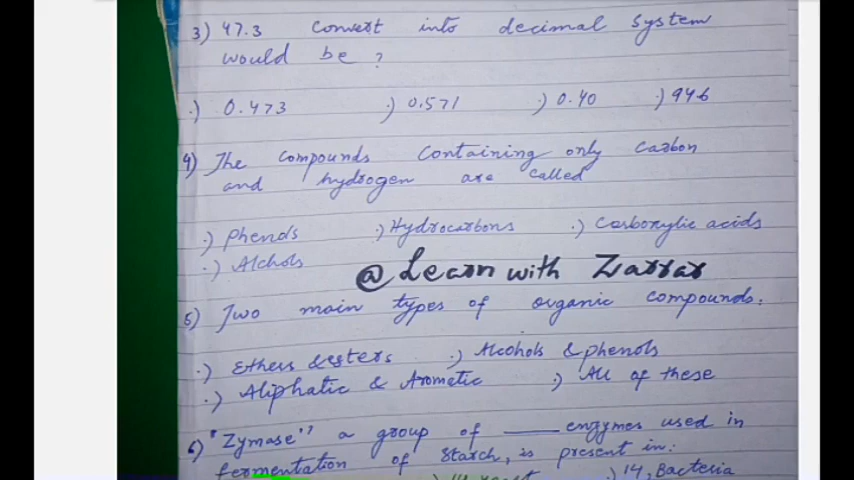 3) 47.3 convert into decimal system
would be ?
.) 0.473 .) 0.571 .) 0.40 .) 946
4) The compounds containing only carbon
and hydrogen are called
.) Phenols .) Hydrocarbons .) Carboxylic acids
.) Alchols
@ Learn with Zarrar
5) Two main types of organic compounds.
.) Ethers & esters .) Alcohols & phenols
.) Aliphatic & Aromatic .) All of these
6) "Zymase" a group of ____ enzymes used in
fermentation of starch, is present in:
.) 14, Bacteria